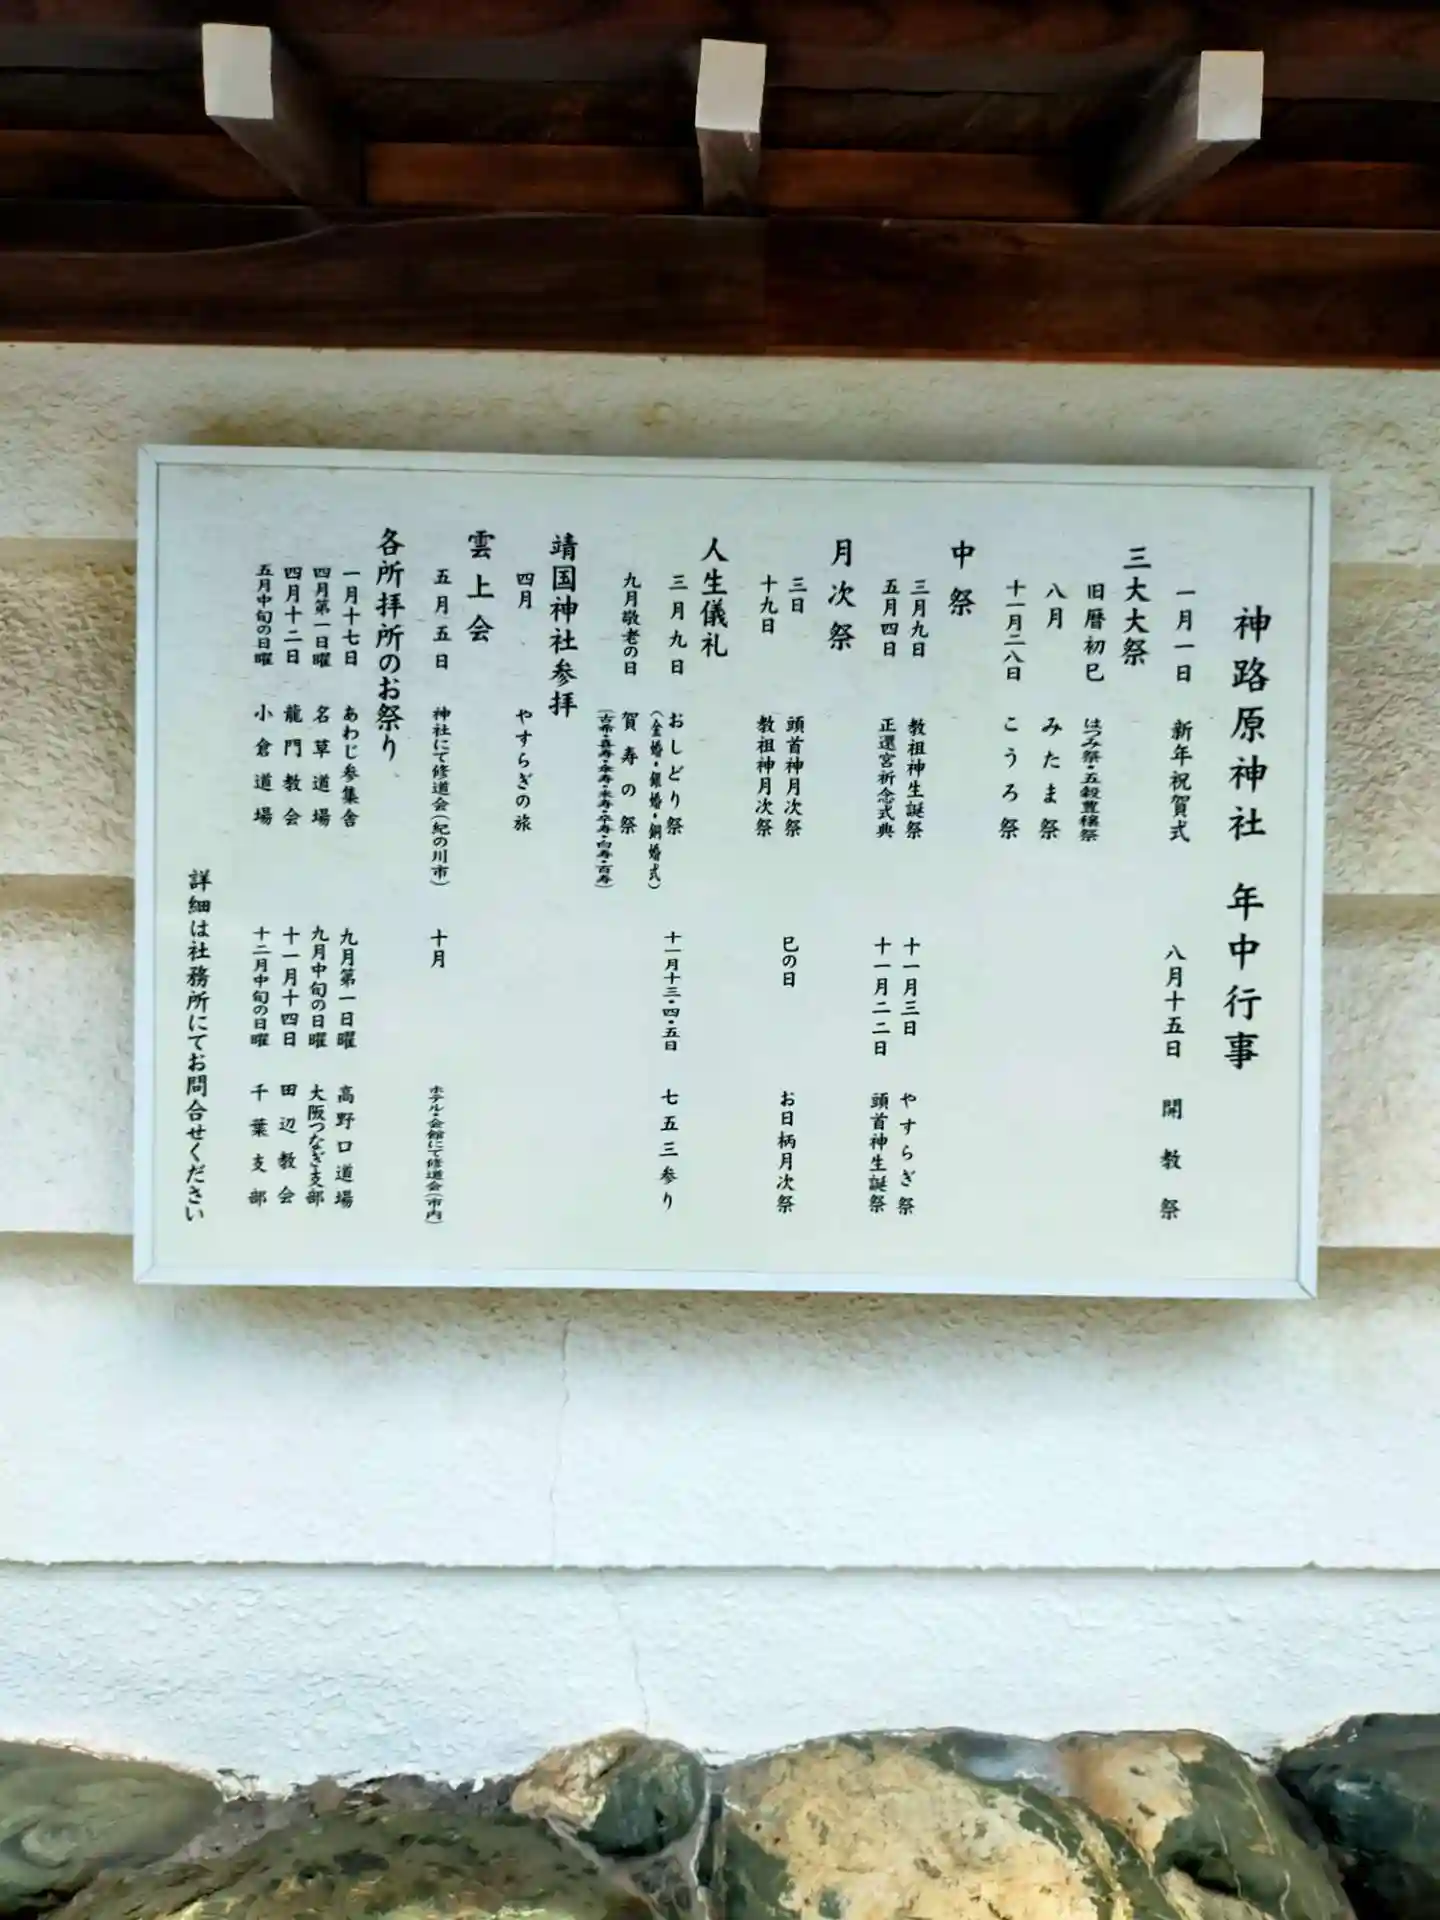 神路原神社 年中行事
一月一日 新年祝賀式 八月十五日 開教祭
三大大祭
旧暦初巳 はつみ祭・五穀豊穣祭
八月 みたま祭
十一月二八日 こうろ祭
中祭
三月九日 教祖神生誕祭 十一月三日 やすらぎ祭
五月四日 正遷宮祈念式典 十一月二二日 頭首神生誕祭
月次祭
三日 頭首神月次祭 巳の日 お日柄月次祭
十九日 教祖神月次祭
人生儀礼
三月九日 おしどり祭 十一月十三・四・五日 七五三参り
(金婚・銀婚・銅婚式)
九月敬老の日 賀寿の祭
(古希・喜寿・傘寿・米寿・卒寿・白寿・百寿)
靖国神社参拝
四月 やすらぎの旅
雲上会
五月五日 神社にて修道会(紀の川市) 十月 ホテル・会館にて修道会(市内)
各所拝所のお祭り
一月十七日 あわじ参集舎 九月第一日曜 高野口道場
四月第一日曜 名草道場 九月中旬の日曜 大阪つなぎ支部
四月十二日 龍門教会 十一月十四日 田辺教会
五月中旬の日曜 小倉道場 十二月中旬の日曜 千葉支部
詳細は社務所にてお問合せください